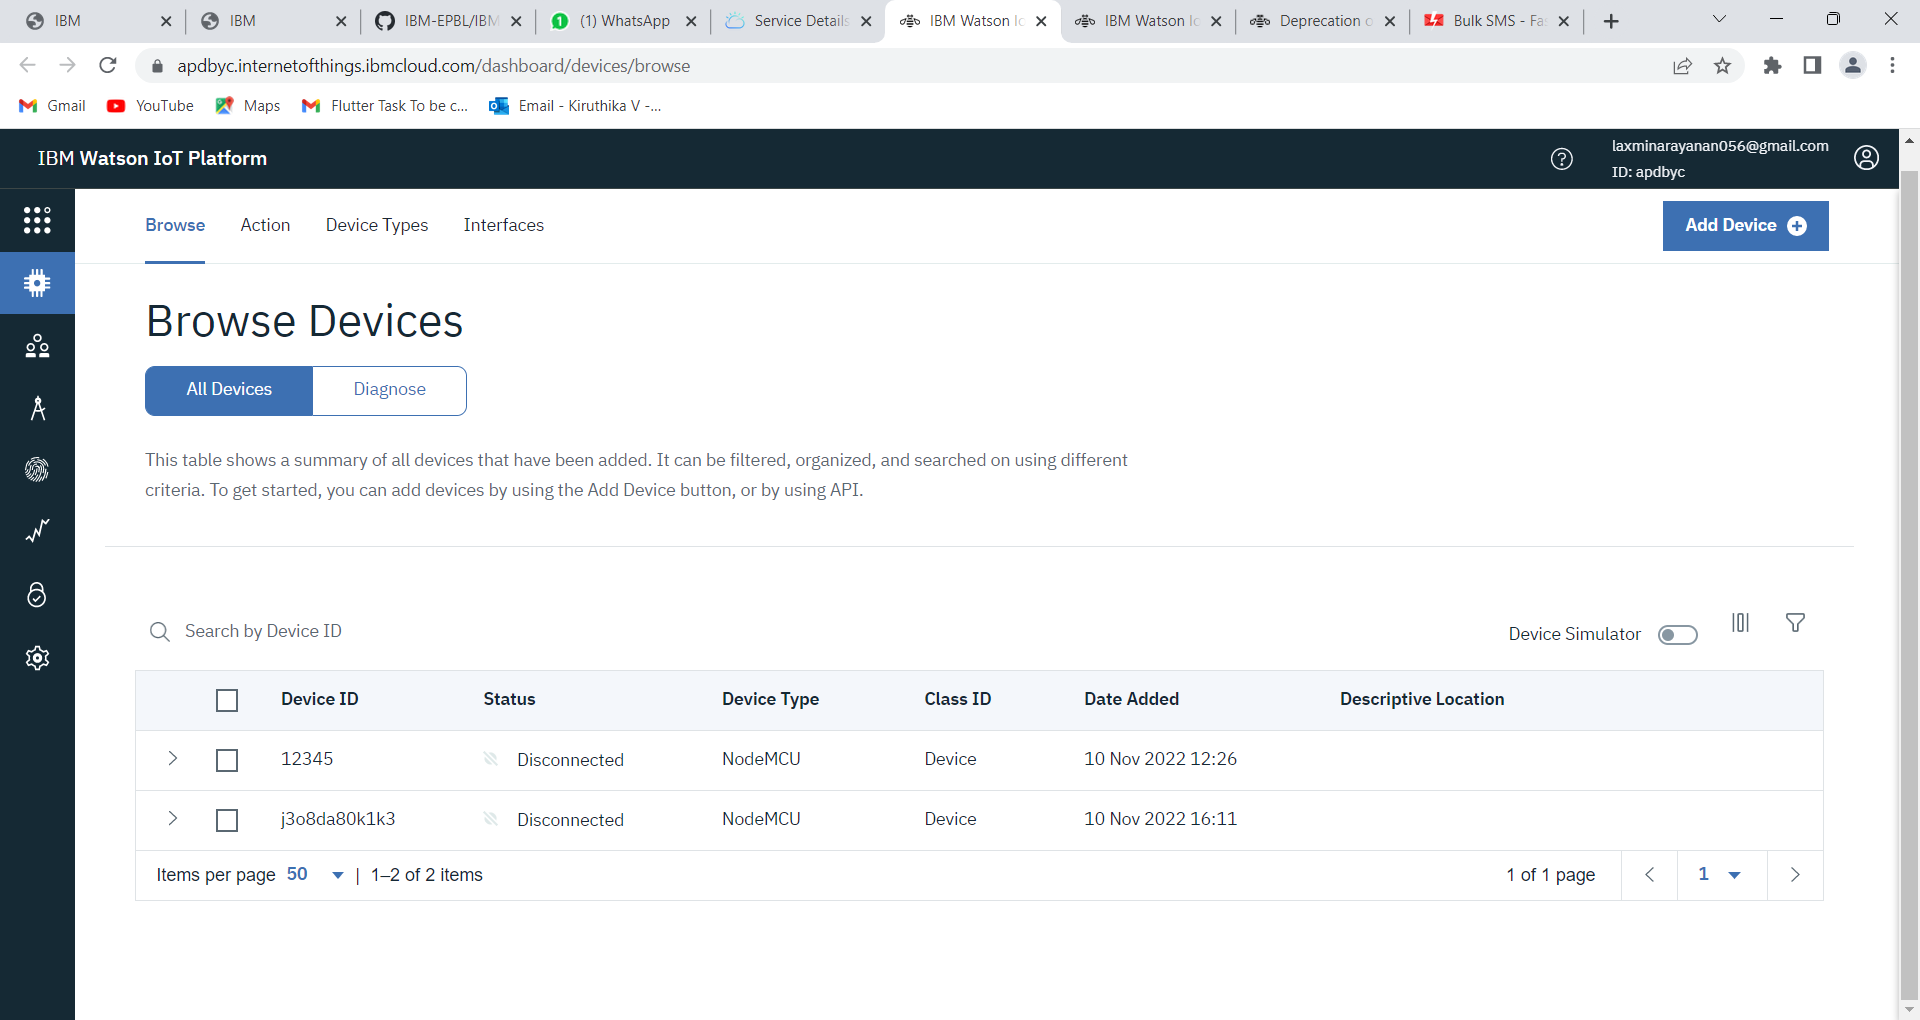 IBM
IBM
IBM-EPBL/IBM
(1) WhatsApp
Service Details
IBM Watson Io
IBM Watson Io
Deprecation o
Bulk SMS - Fas
apdbyc.internetofthings.ibmcloud.com/dashboard/devices/browse
Gmail
YouTube
Maps
Flutter Task To be c...
Email - Kiruthika V -...
IBM Watson IoT Platform
laxminarayanan056@gmail.com
ID: apdbyc
Browse
Action
Device Types
Interfaces
Add Device
Browse Devices
All Devices
Diagnose
This table shows a summary of all devices that have been added. It can be filtered, organized, and searched on using different
criteria. To get started, you can add devices by using the Add Device button, or by using API.
Search by Device ID
Device Simulator
Device ID Status Device Type Class ID Date Added Descriptive Location
12345 Disconnected NodeMCU Device 10 Nov 2022 12:26
j3o8da80k1k3 Disconnected NodeMCU Device 10 Nov 2022 16:11
Items per page 50 | 1–2 of 2 items
1 of 1 page
1